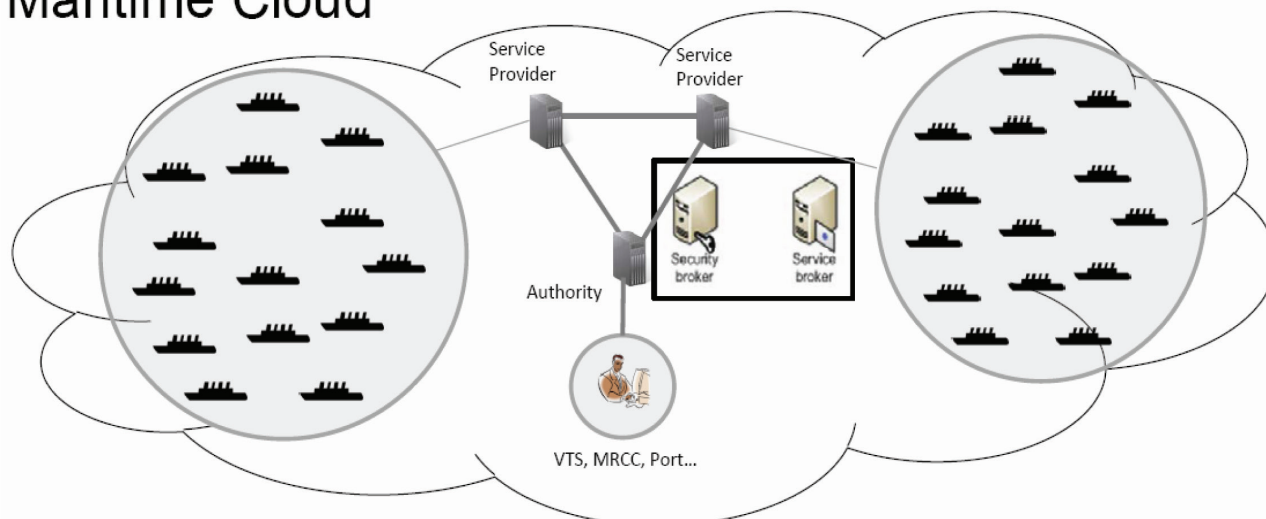 Maritime Cloud
Service
Provider
Service
Provider
Security
broker
Service
broker
Authority
VTS, MRCC, Port...